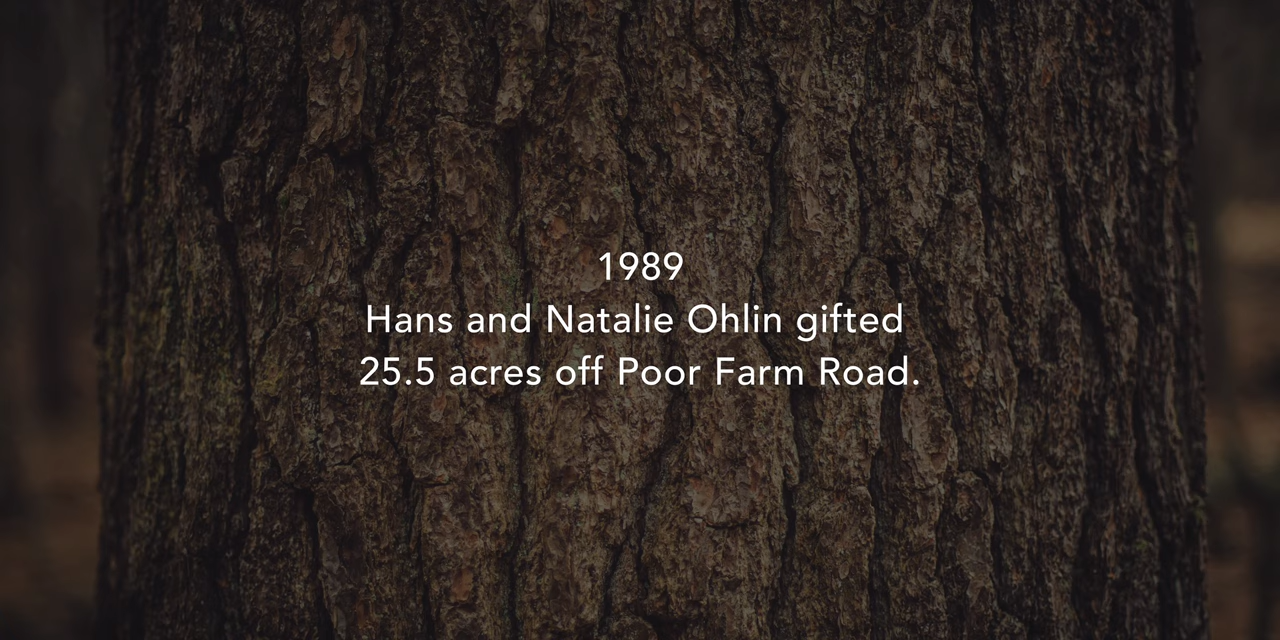 1989
Hans and Natalie Ohlin gifted
25.5 acres off Poor Farm Road.